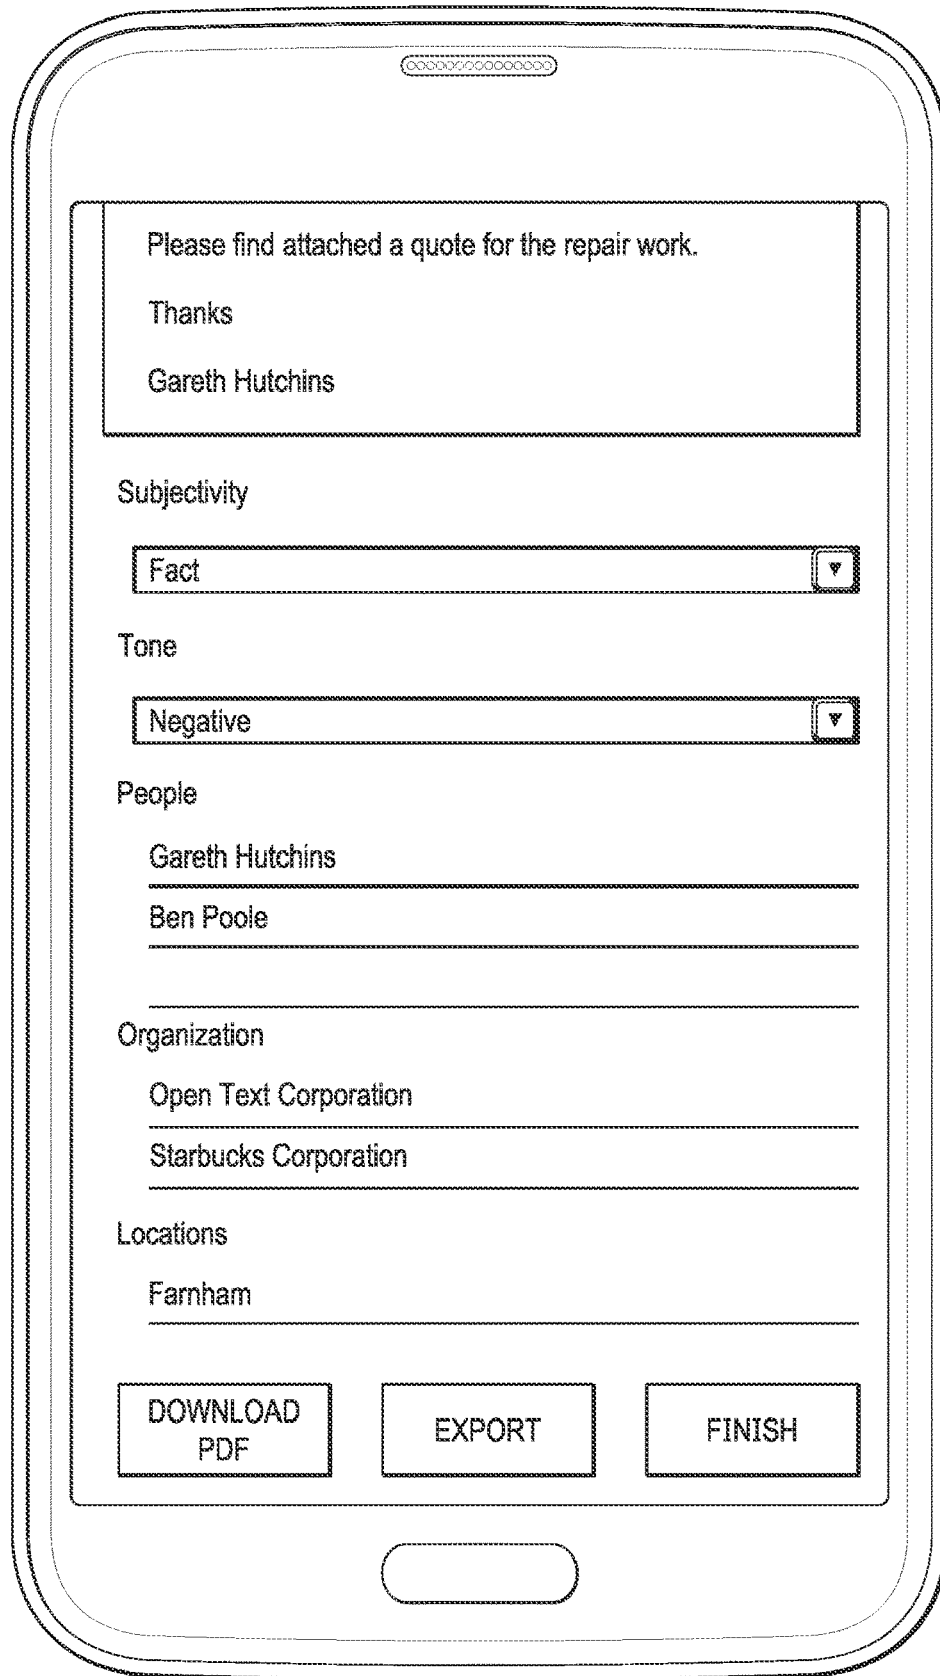 Please find attached a quote for the repair work.
Thanks
Gareth Hutchins
Subjectivity
Fact
Tone
Negative
People
Gareth Hutchins
Ben Poole
Organization
Open Text Corporation
Starbucks Corporation
Locations
Farnham
DOWNLOAD
PDF
EXPORT
FINISH